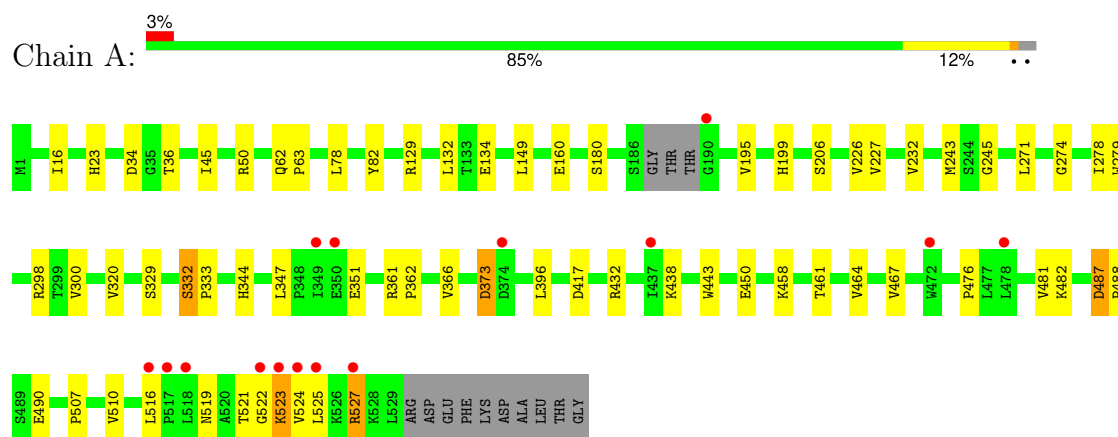 3%
Chain A:
85% 12% • •
M1 I16 H23 D34 G35 T36 I45 R50 Q62 P63 L78 Y82 R129 L132 T133 E134 L149 E160 S180 S186 GLY THR THR G190 V195 H199 S206 V226 V227 V232 M243 S244 G245 L271 G274 I278 W279
R298 T299 V300 V320 S329 S332 P333 H344 L347 P348 I349 E350 E351 R361 P362 V366 D373 D374 L396 D417 R432 I437 K438 W443 E450 K458 T461 V464 V467 W472 P476 L477 L478 V481 K482 D487 P488
S489 E490 P507 V510 L516 P517 L518 N519 A520 T521 G522 K523 V524 L525 K526 R527 K528 L529 ARG ASP GLU PHE LYS ASP ALA LEU THR GLY